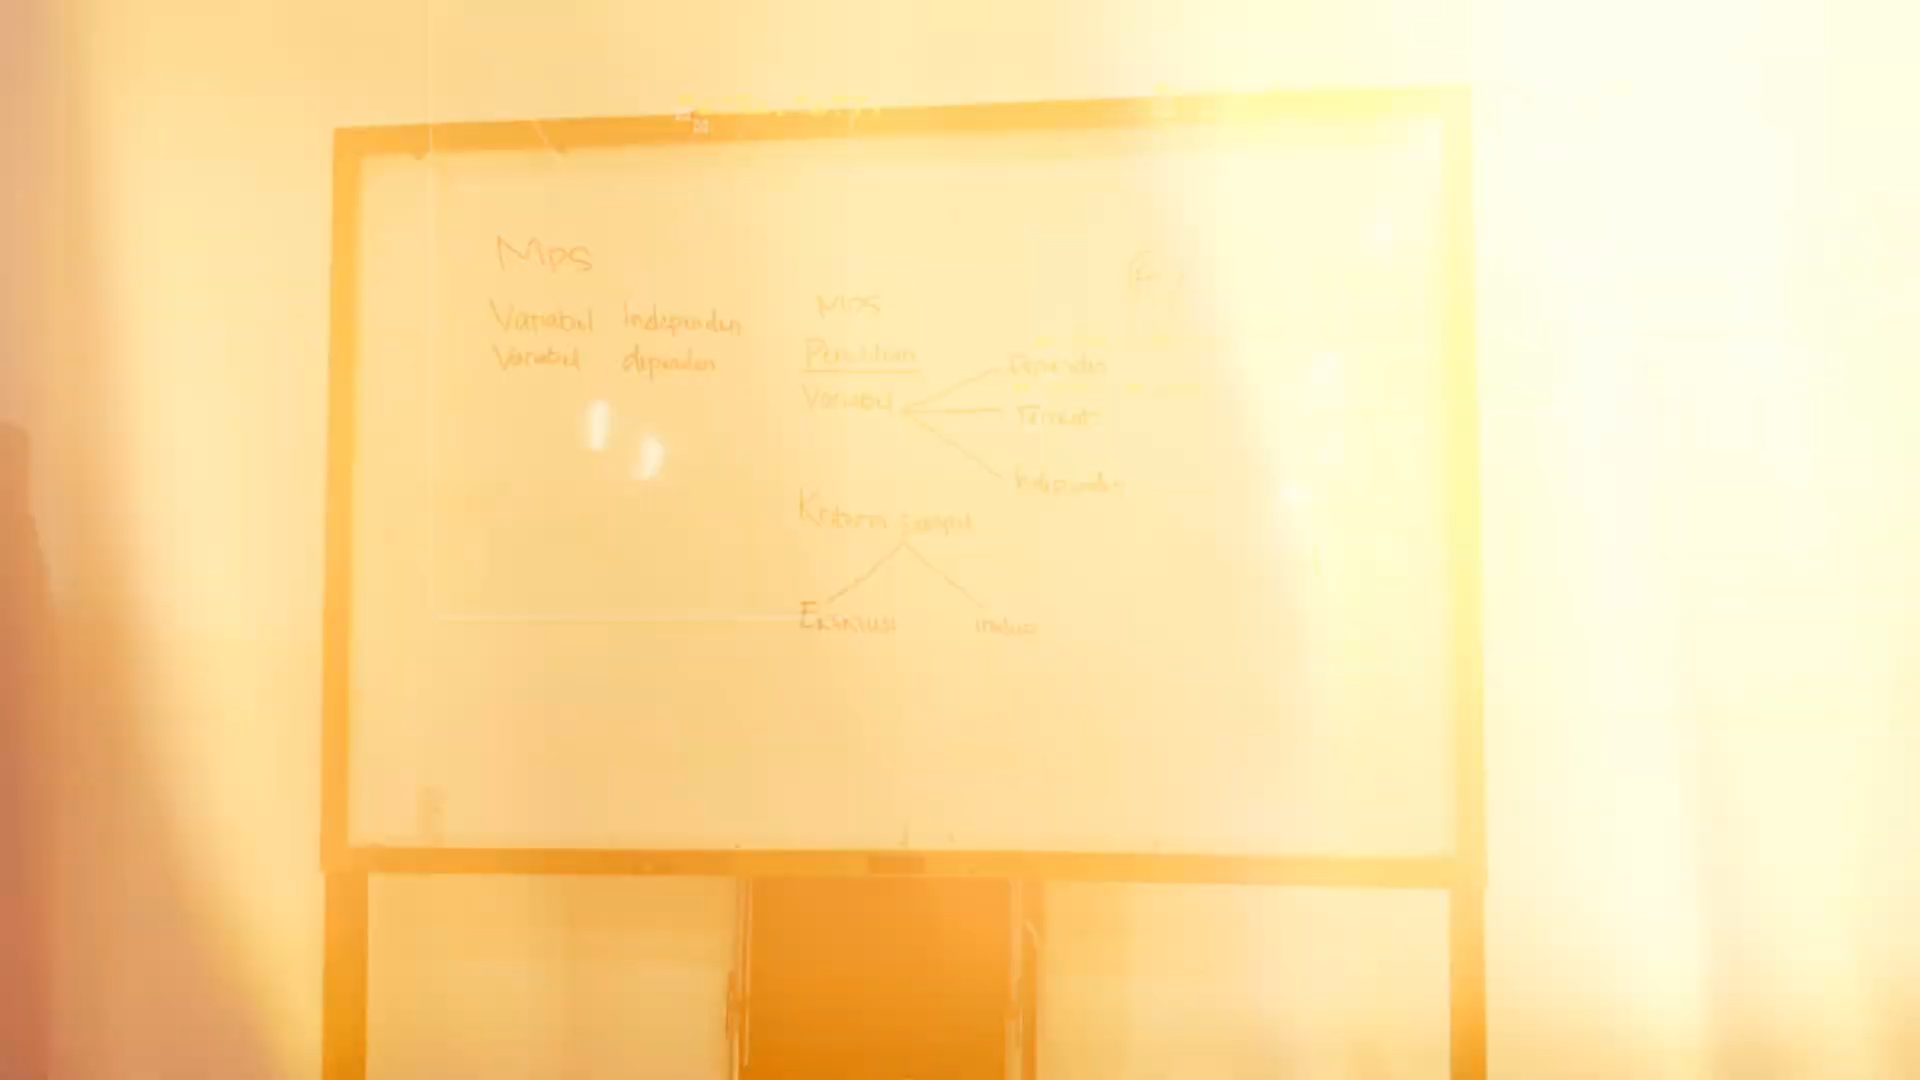 MPS
Variabel Independen
Variabel dependen
MPS
Penelitian
Variabel
Dependen
Independen
Kriteria
Eksklusi
inklusi